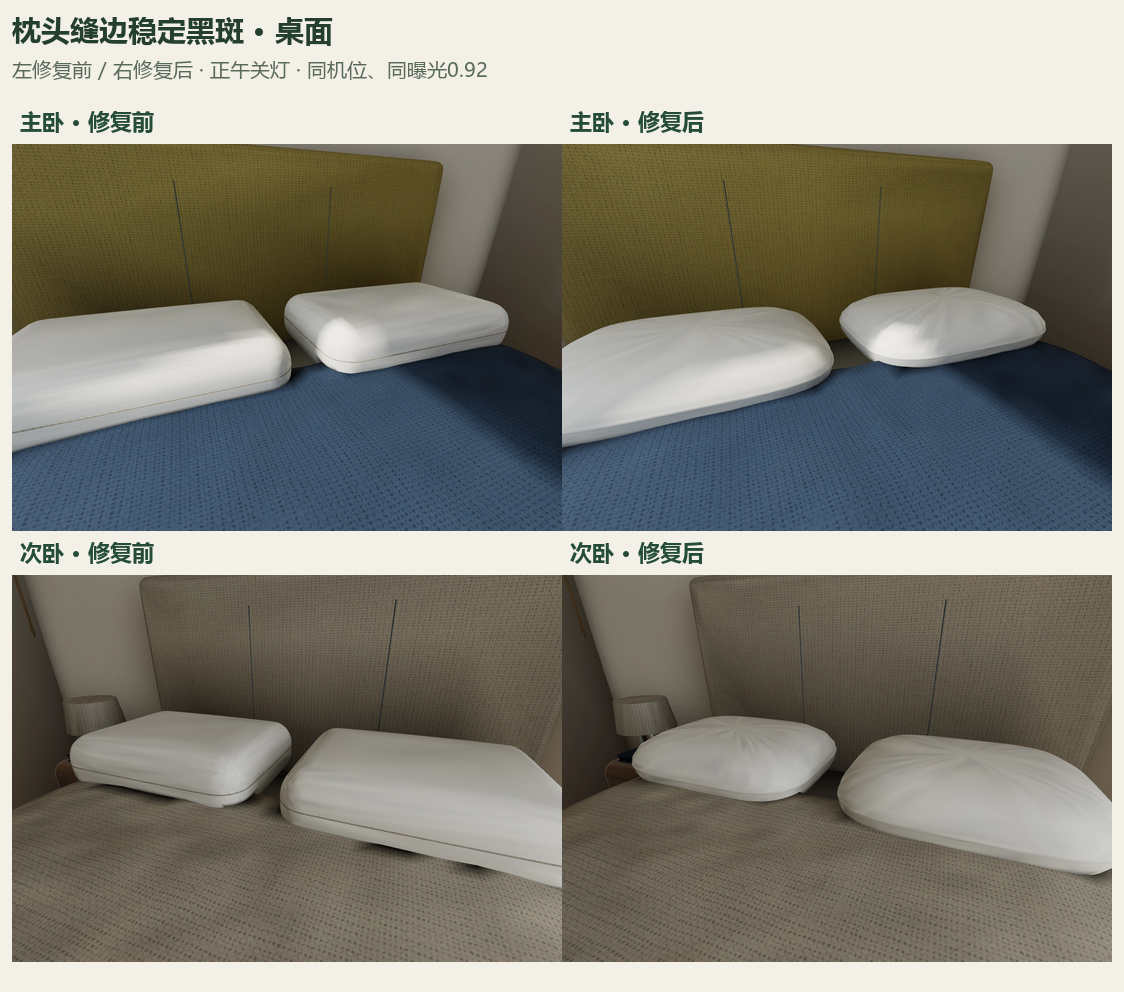 枕头缝边稳定黑斑 • 桌面
左修复前 / 右修复后 · 正午关灯 · 同机位、同曝光0.92
主卧 • 修复前
主卧 • 修复后
次卧 • 修复前
次卧 • 修复后